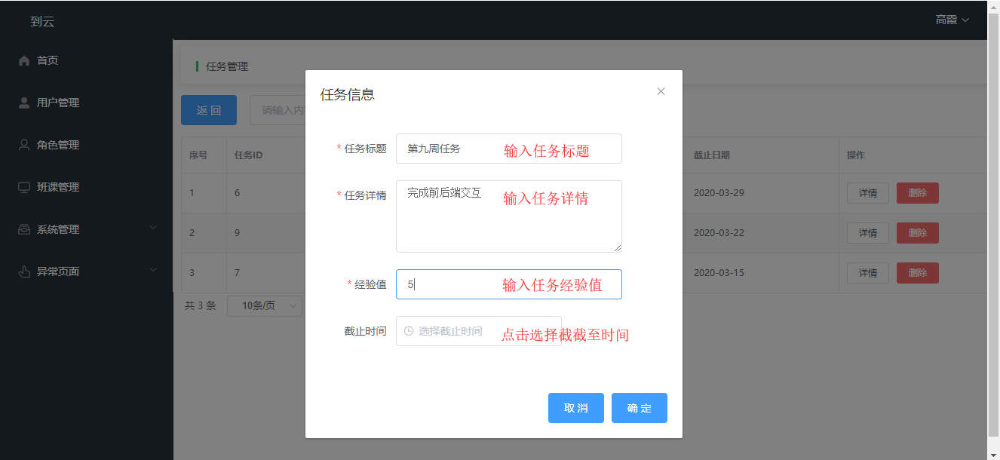 到云
高霞
首页
用户管理
角色管理
班课管理
系统管理
异常页面
任务管理
返 回
请输入内
序号 任务ID 截止日期 操作
1 6 2020-03-29 详情 删除
2 9 2020-03-22 详情 删除
3 7 2020-03-15 详情 删除
共 3 条 10条/页
任务信息
* 任务标题 第九周任务 输入任务标题
* 任务详情 完成前后端交互 输入任务详情
* 经验值 5 输入任务经验值
截止时间 选择截止时间 点击选择截截至时间
取 消 确 定